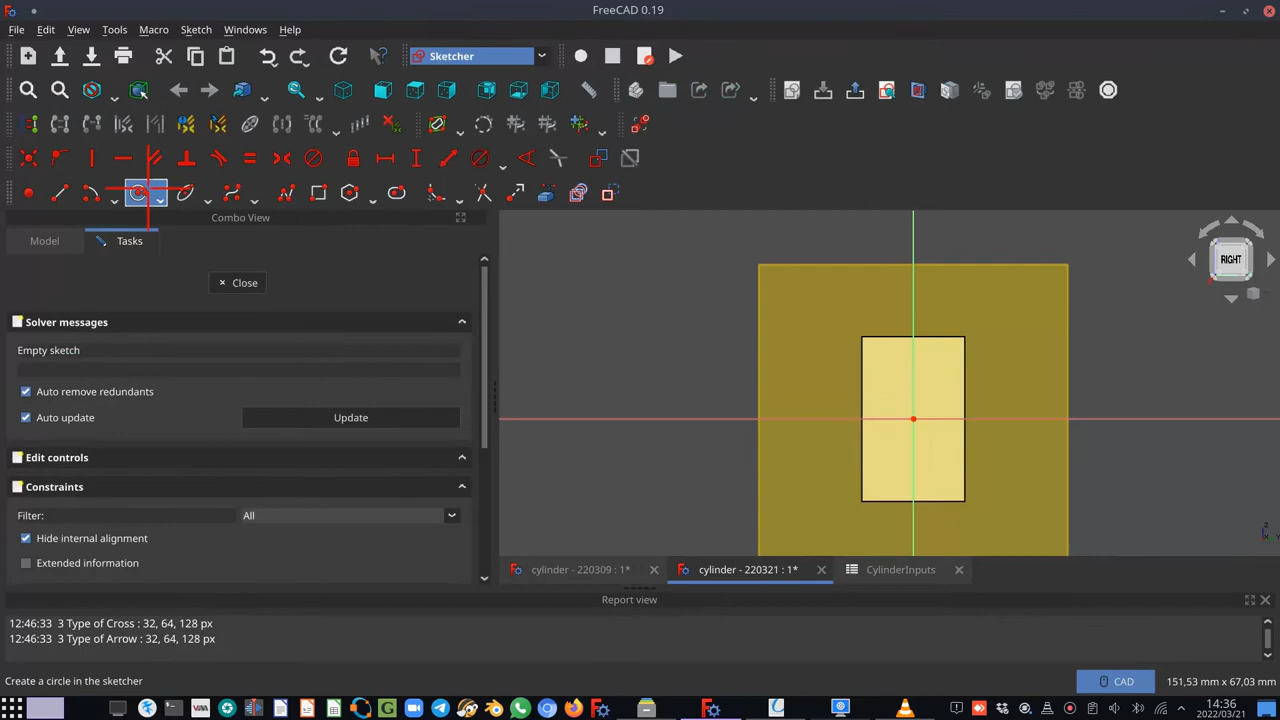 FreeCAD 0.19
File Edit View Tools Macro Sketch Windows Help
Sketcher
Combo View
Model Tasks
× Close
Solver messages
Empty sketch
Auto remove redundants
Auto update Update
Edit controls
Constraints
Filter: All
Hide internal alignment
Extended information
RIGHT
cylinder - 220309 : 1* cylinder - 220321 : 1* CylinderInputs
Report view
12:46:33 3 Type of Cross : 32, 64, 128 px
12:46:33 3 Type of Arrow : 32, 64, 128 px
Create a circle in the sketcher CAD 151,53 mm x 67,03 mm
14:36
2022/03/21